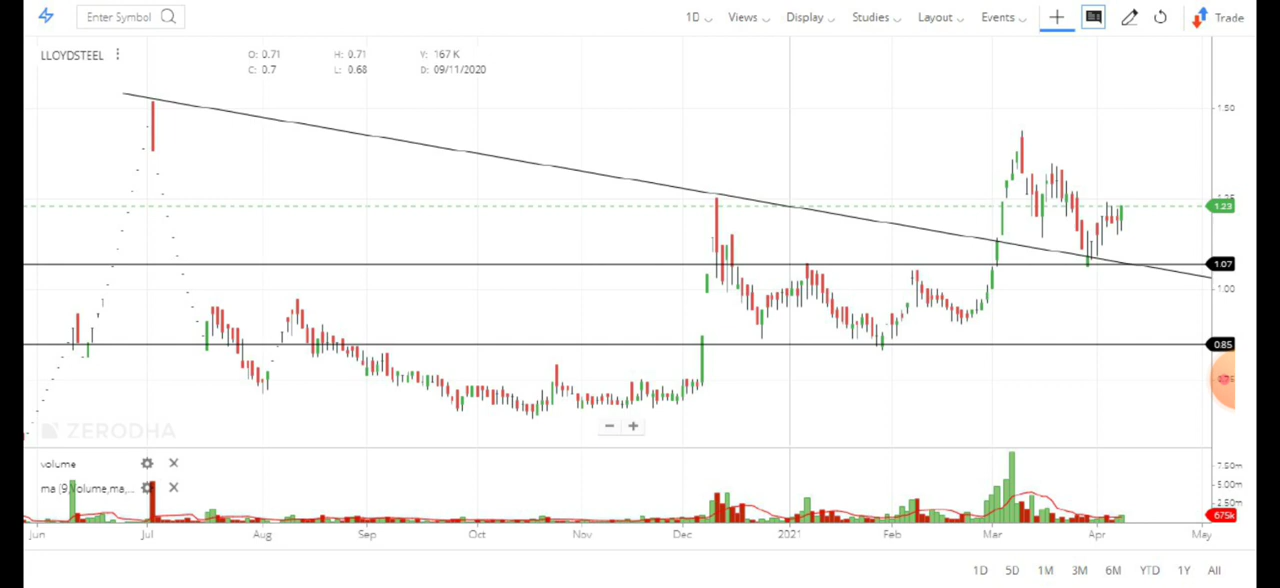 Enter Symbol 1D Views Display Studies Layout Events Trade
LLOYDSTEEL O: 0.71 H: 0.71 V: 167 K
C: 0.7 L: 0.68 D: 09/11/2020
1.50
1.23
1.07
1.00
0.85
ZERODHA
volume
7.50m
ma (9,Volume,ma,...
5.00m
2.50m
675k
Jun Jul Aug Sep Oct Nov Dec 2021 Feb Mar Apr May
1D 5D 1M 3M 6M YTD 1Y All